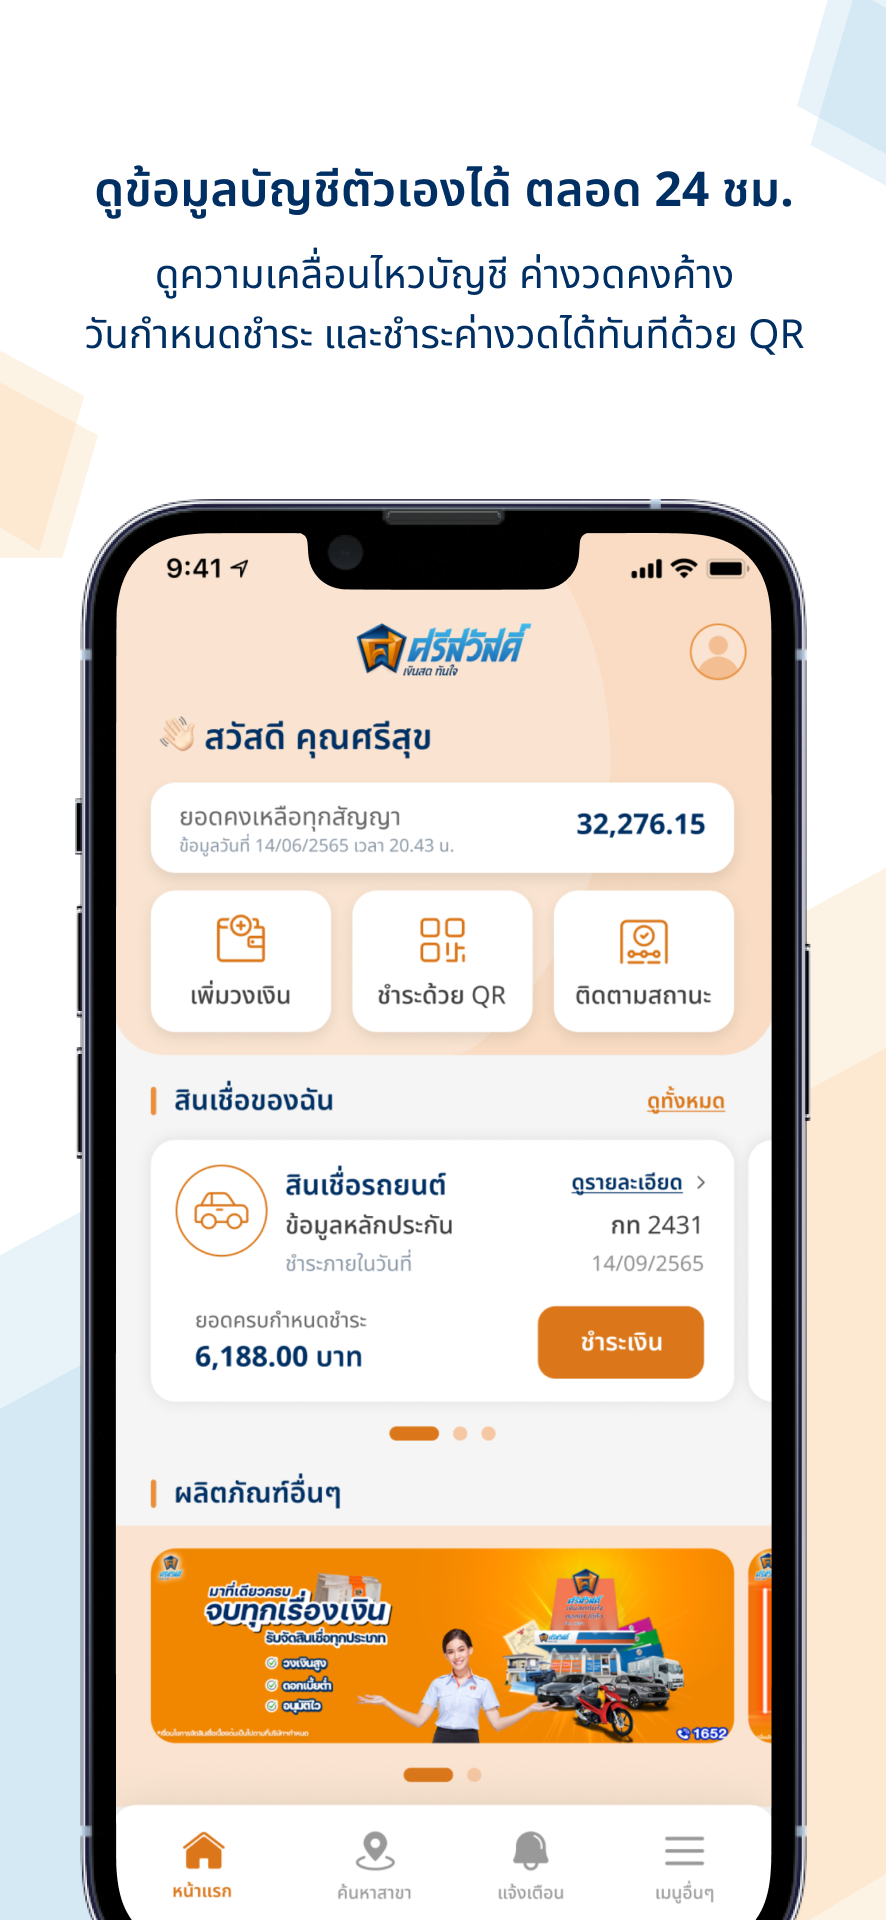 ดูข้อมูลบัญชีตัวเองได้ ตลอด 24 ชม.
ดูความเคลื่อนไหวบัญชี ค่างวดคงค้าง
วันกำหนดชำระ และชำระค่างวดได้ทันทีด้วย QR
9:41
ศรีสวัสดิ์
เงินสด ทันใจ
สวัสดี คุณศรีสุข
ยอดคงเหลือทุกสัญญา
32,276.15
ข้อมูลวันที่ 14/06/2565 เวลา 20.43 น.
เพิ่มวงเงิน
ชำระด้วย QR
ติดตามสถานะ
สินเชื่อของฉัน
ดูทั้งหมด
สินเชื่อรถยนต์
ดูรายละเอียด
ข้อมูลหลักประกัน
กท 2431
ชำระภายในวันที่
14/09/2565
ยอดครบกำหนดชำระ
6,188.00 บาท
ชำระเงิน
ผลิตภัณฑ์อื่นๆ
มาที่เดียวครบ
จบทุกเรื่องเงิน
รับจัดสินเชื่อทุกประเภท
วงเงินสูง
ดอกเบี้ยต่ำ
อนุมัติไว
ศรีสวัสดิ์
1652
หน้าแรก
ค้นหาสาขา
แจ้งเตือน
เมนูอื่นๆ